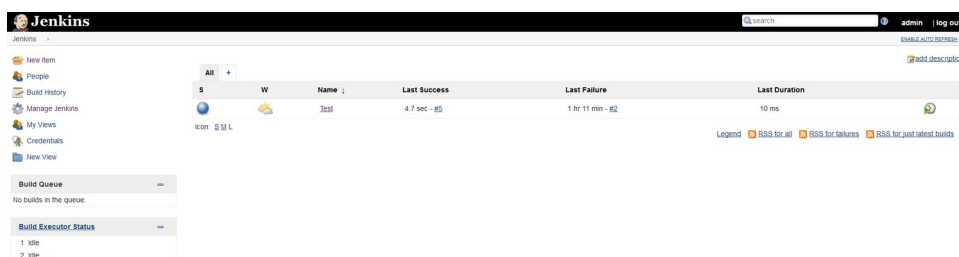 Jenkins
search
admin | log ou
Jenkins
ENABLE AUTO REFRESH
New Item
People
Build History
Manage Jenkins
My Views
Credentials
New View
Build Queue
No builds in the queue.
Build Executor Status
1 Idle
2 Idle
add descriptio
All +
S W Name ↓ Last Success Last Failure Last Duration
Test 4.7 sec - #5 1 hr 11 min - #2 10 ms
Icon: S M L
Legend RSS for all RSS for failures RSS for just latest builds